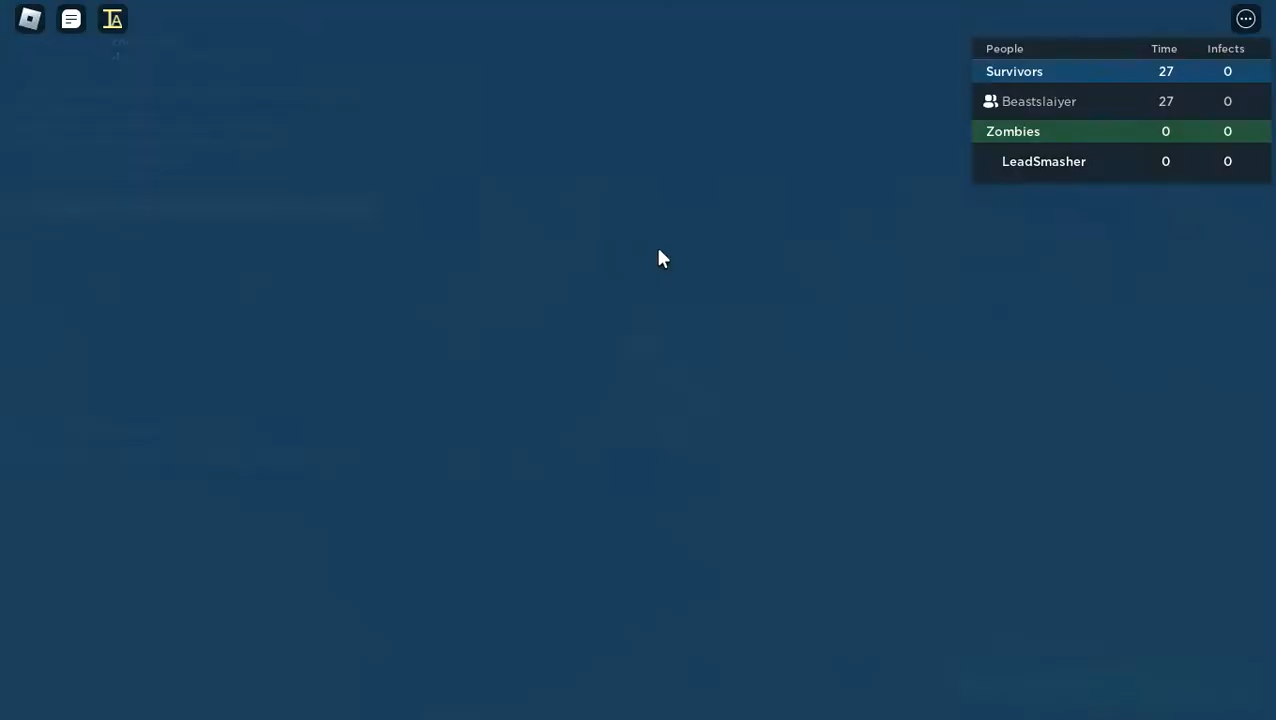 People Time Infects
Survivors 27 0
Beastslaiyer 27 0
Zombies 0 0
LeadSmasher 0 0